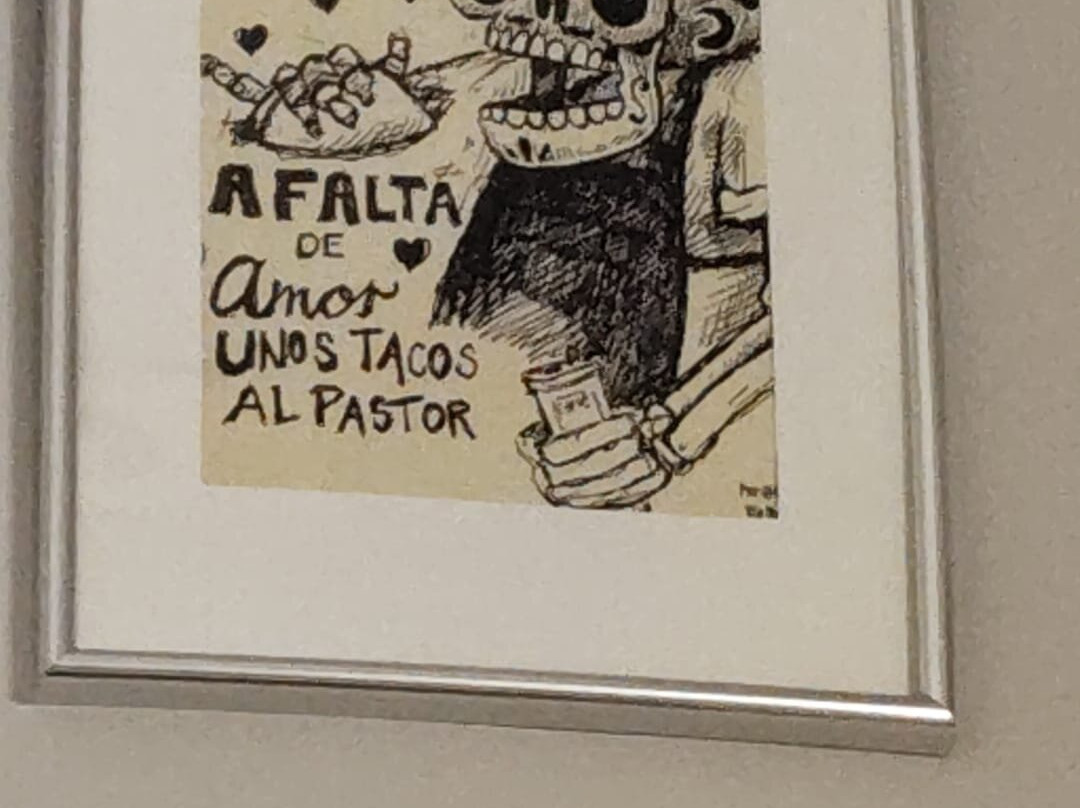 A FALTA
DE
Amor
UNOS TACOS
AL PASTOR